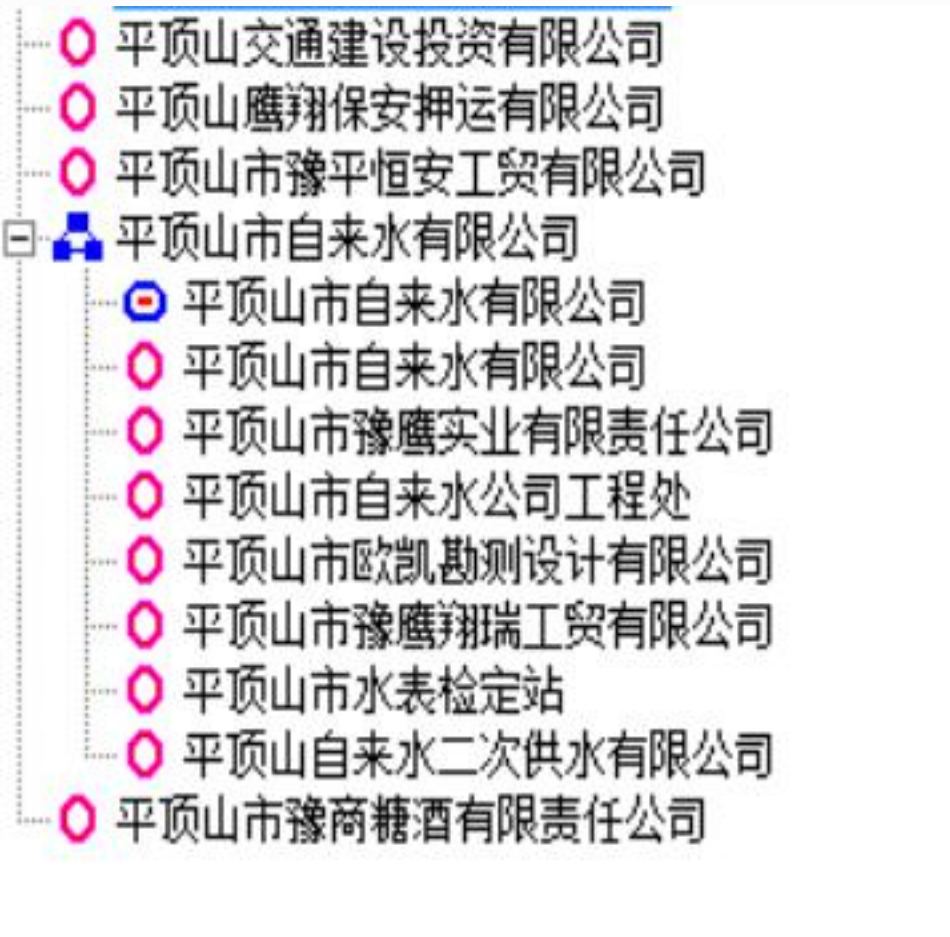 平顶山交通建设投资有限公司
平顶山鹰翔保安押运有限公司
平顶山市豫平恒安工贸有限公司
平顶山市自来水有限公司
平顶山市自来水有限公司
平顶山市自来水有限公司
平顶山市豫鹰实业有限责任公司
平顶山市自来水公司工程处
平顶山市欧凯勘测设计有限公司
平顶山市豫鹰翔瑞工贸有限公司
平顶山市水表检定站
平顶山自来水二次供水有限公司
平顶山市豫商糖酒有限责任公司